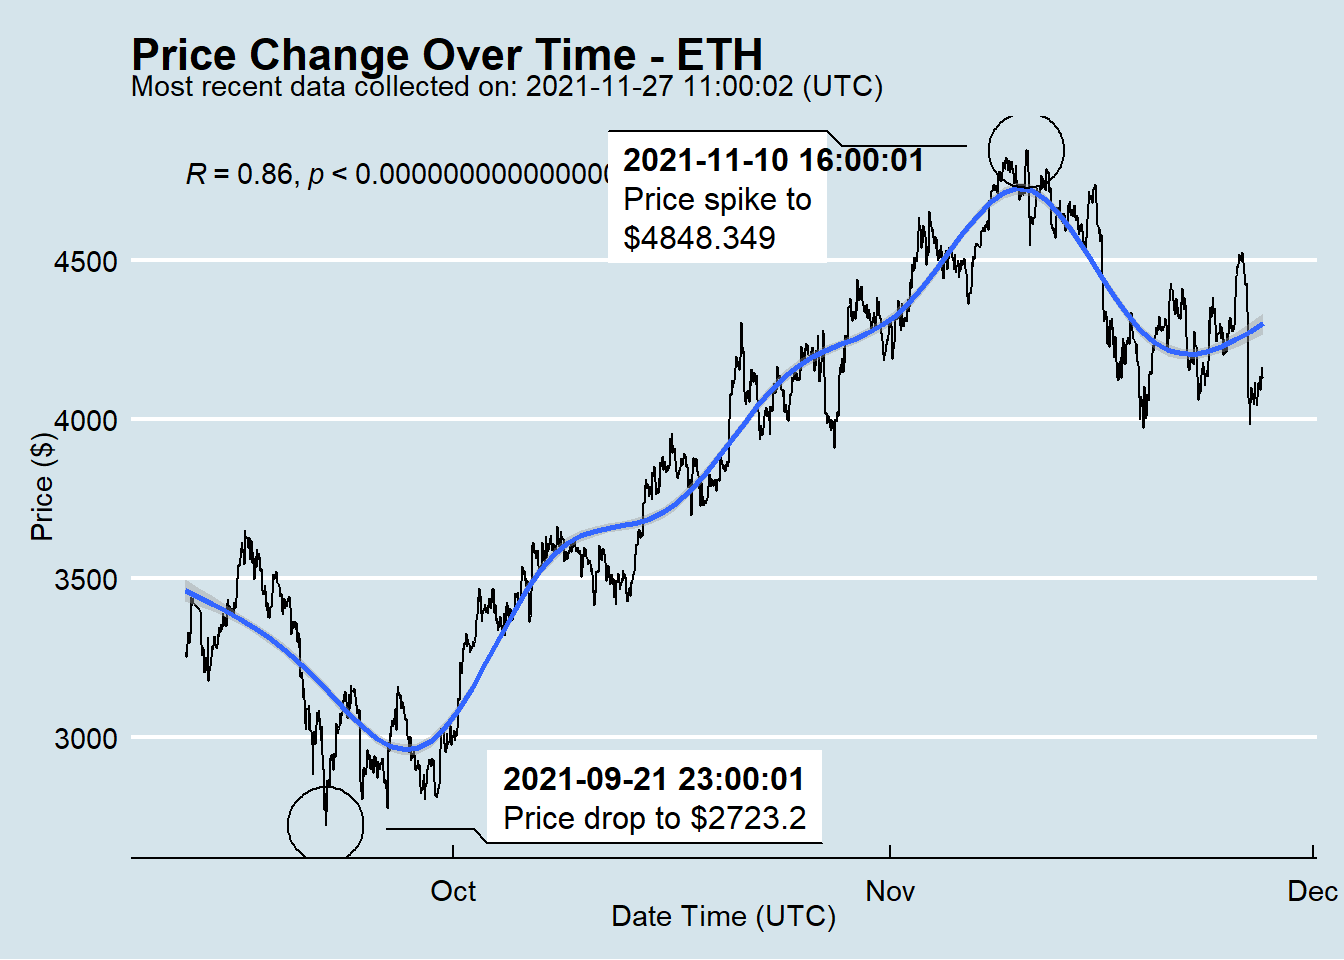 Price Change Over Time - ETH
Most recent data collected on: 2021-11-27 11:00:02 (UTC)
R = 0.86, p < 0.000000000000000
2021-11-10 16:00:01
Price spike to
$4848.349
4500
4000
3500
3000
Price ($)
2021-09-21 23:00:01
Price drop to $2723.2
Oct
Nov
Dec
Date Time (UTC)